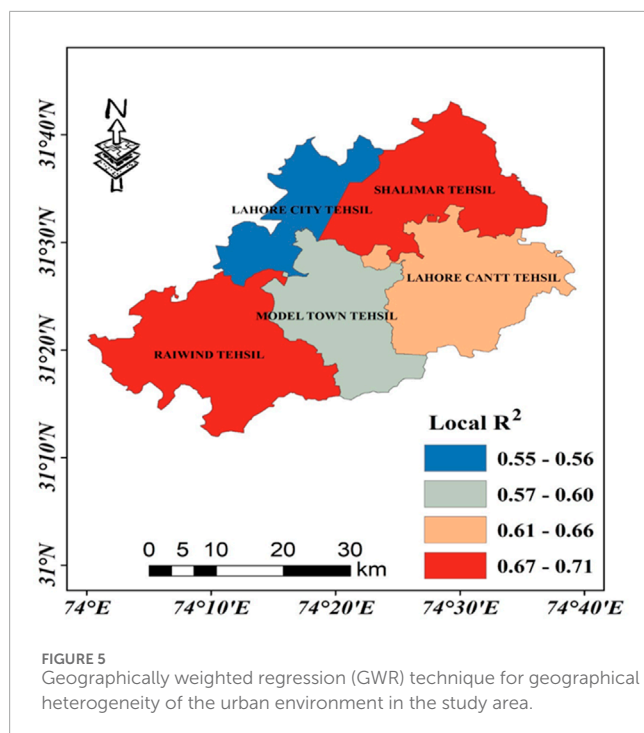 31°40'N
31°30'N
31°20'N
31°10'N
31°N
N
SHALIMAR TEHSIL
LAHORE CITY TEHSIL
LAHORE CANTT TEHSIL
MODEL TOWN TEHSIL
RAIWIND TEHSIL
Local R²
0.55 - 0.56
0.57 - 0.60
0.61 - 0.66
0.67 - 0.71
0 5 10 20 30
km
74°E 74°10'E 74°20'E 74°30'E 74°40'E
FIGURE 5
Geographically weighted regression (GWR) technique for geographical
heterogeneity of the urban environment in the study area.